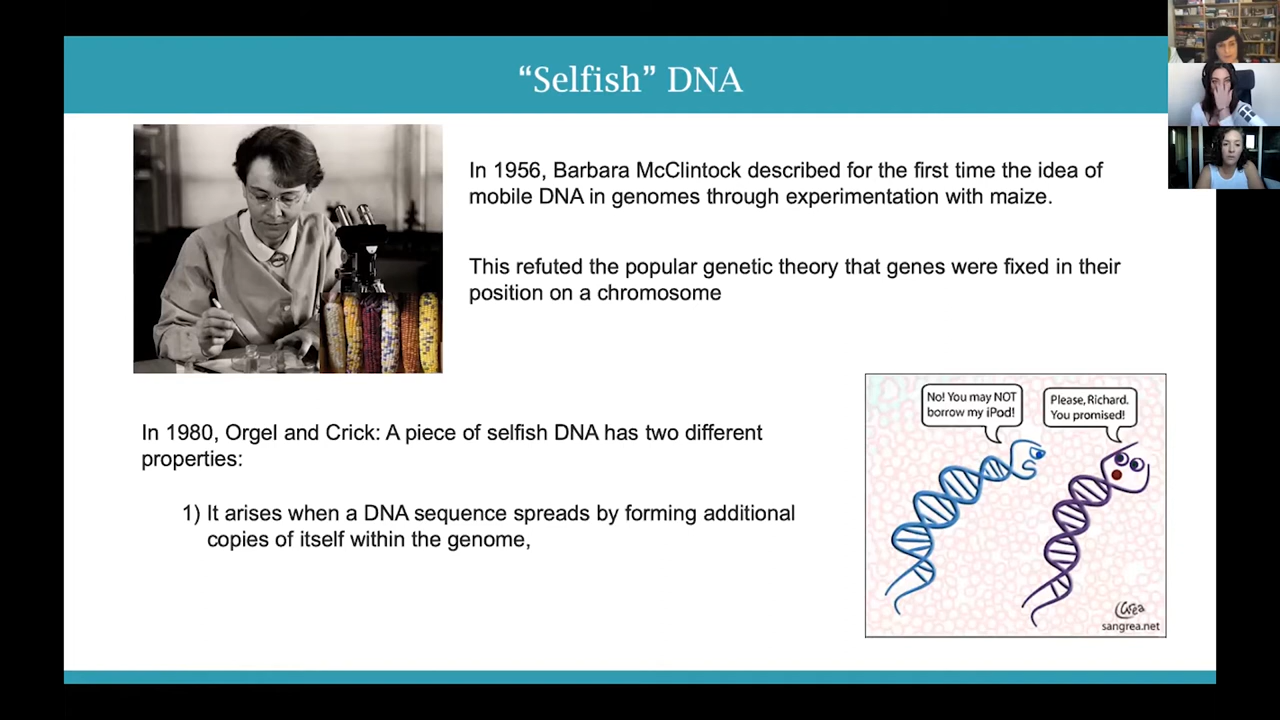 “Selfish” DNA
In 1956, Barbara McClintock described for the first time the idea of
mobile DNA in genomes through experimentation with maize.
This refuted the popular genetic theory that genes were fixed in their
position on a chromosome
In 1980, Orgel and Crick: A piece of selfish DNA has two different
properties:
1) It arises when a DNA sequence spreads by forming additional
copies of itself within the genome,
No! You may NOT
borrow my iPod!
Please, Richard.
You promised!
sangrea.net